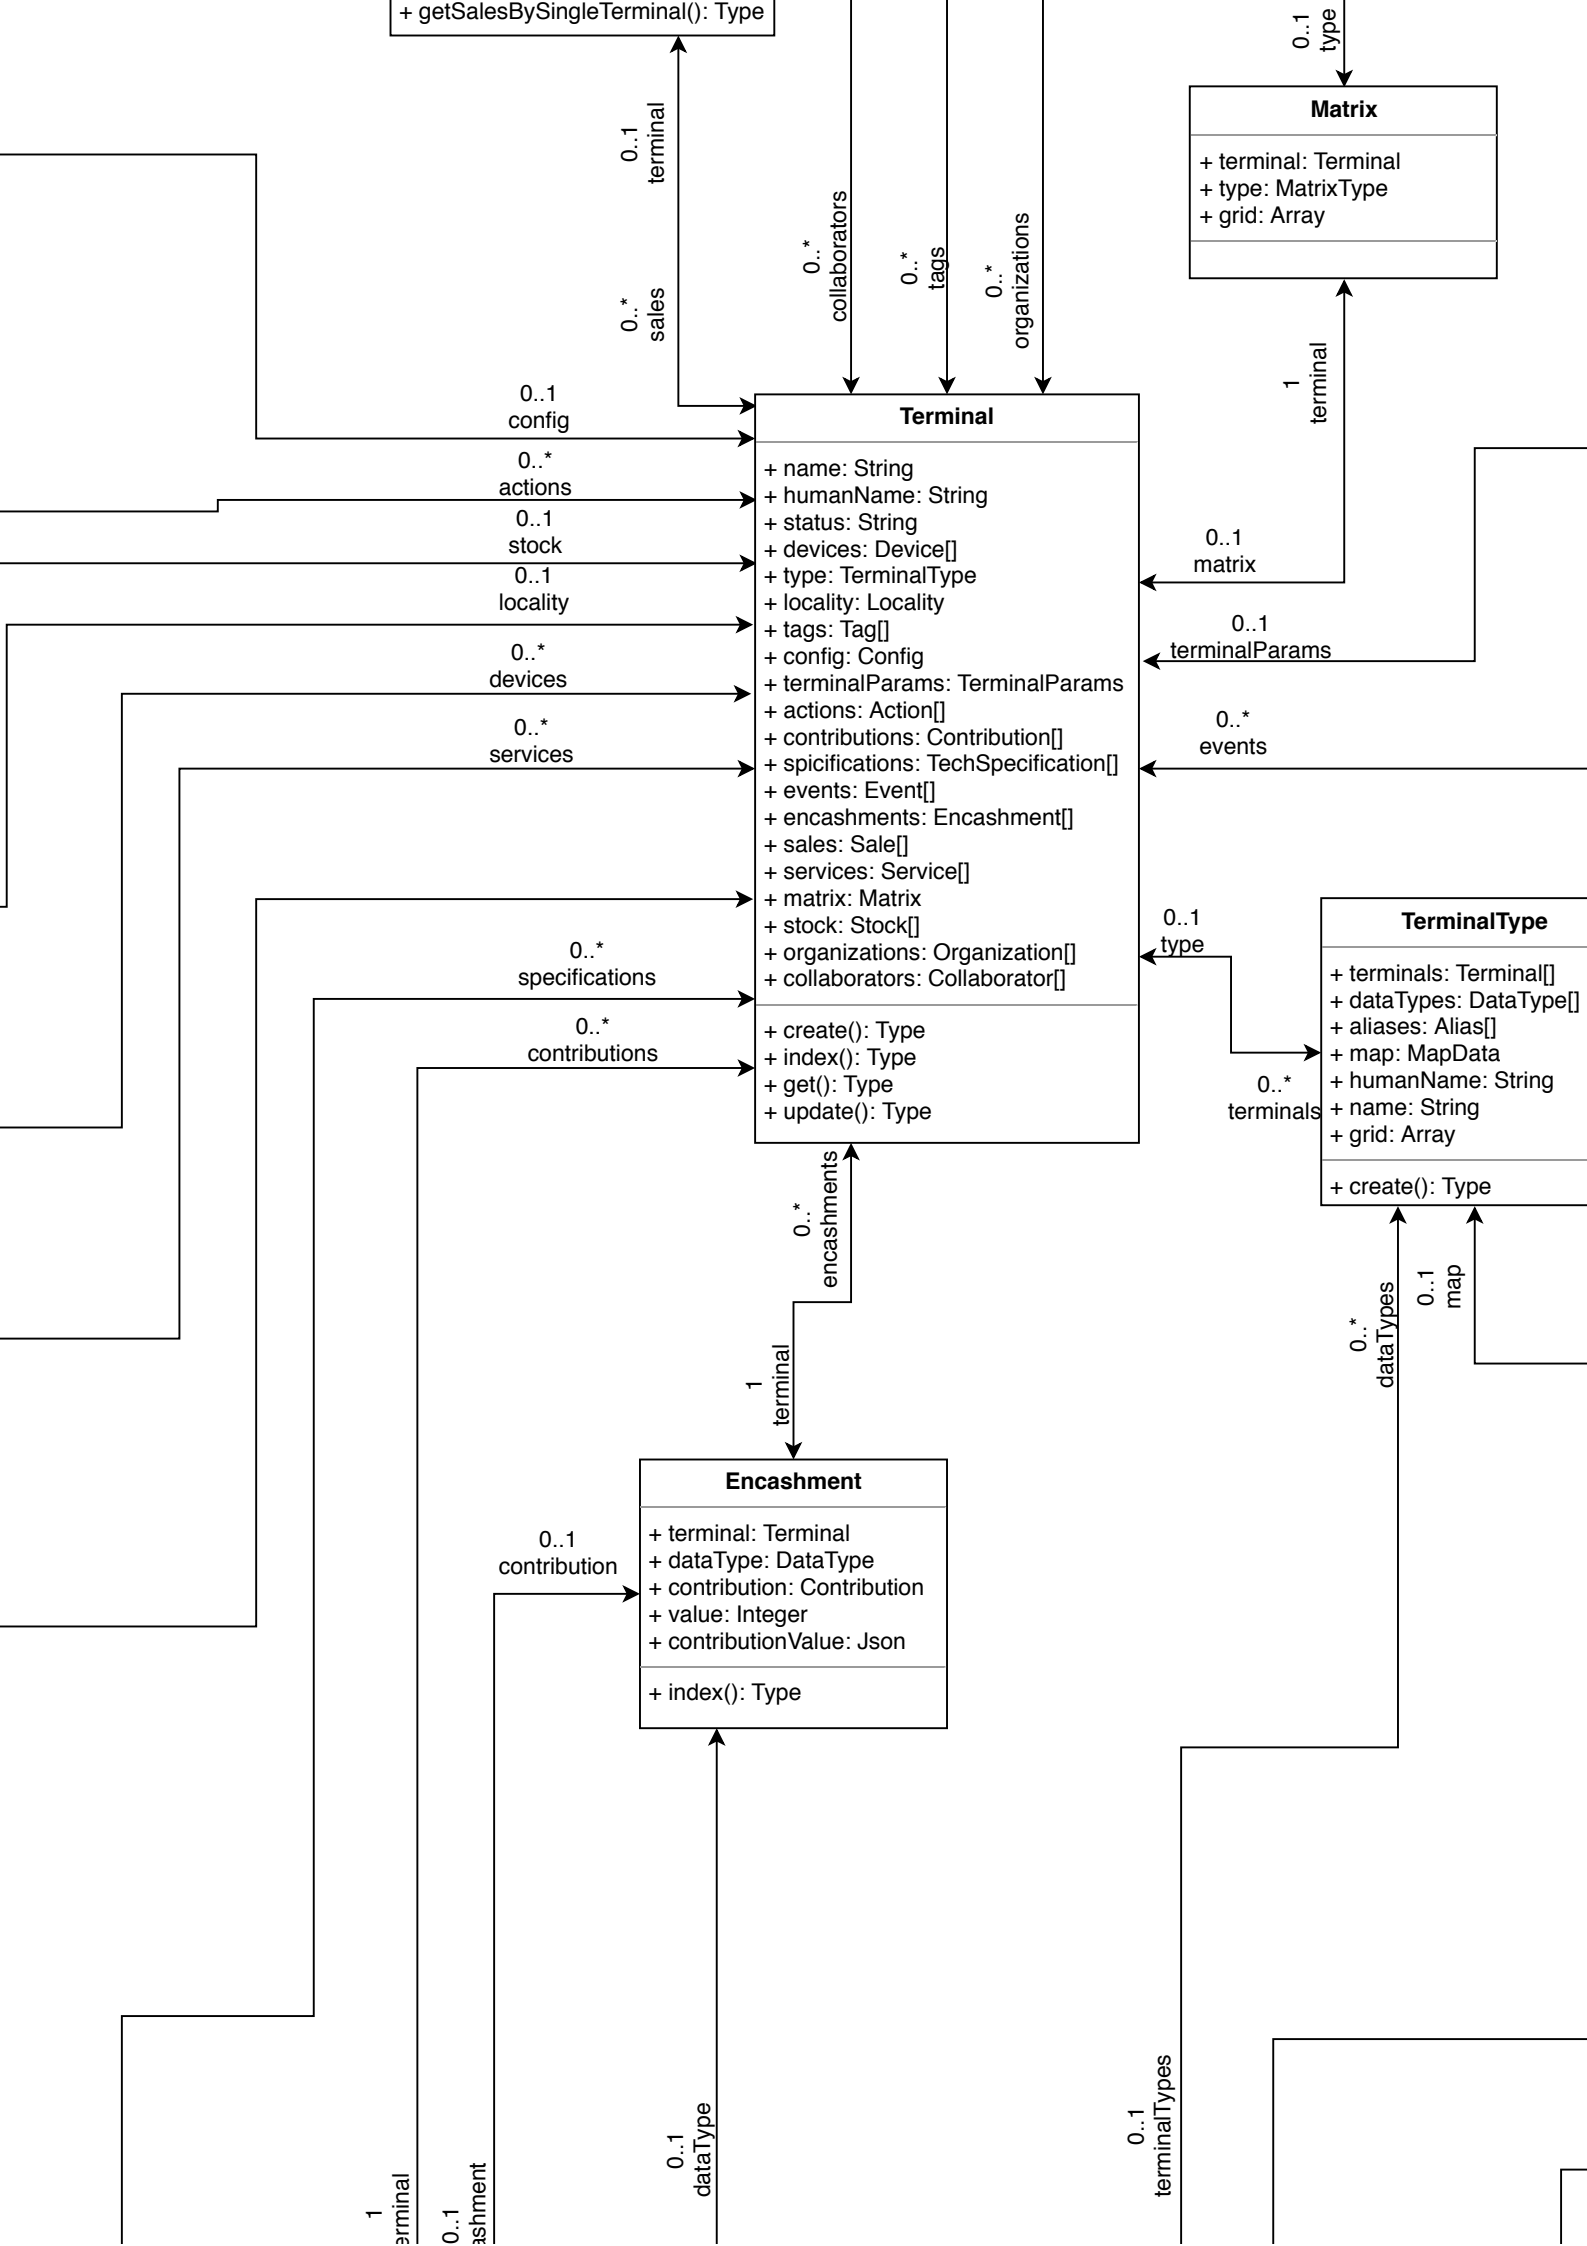 + getSalesBySingleTerminal(): Type
0..1
type
Matrix
+ terminal: Terminal
+ type: MatrixType
+ grid: Array
0..1
terminal
0..*
sales
0..*
collaborators
0..*
tags
0..*
organizations
1
terminal
0..1
config
0..*
actions
0..1
stock
0..1
locality
0..*
devices
0..*
services
0..*
specifications
0..*
contributions
Terminal
+ name: String
+ humanName: String
+ status: String
+ devices: Device[]
+ type: TerminalType
+ locality: Locality
+ tags: Tag[]
+ config: Config
+ terminalParams: TerminalParams
+ actions: Action[]
+ contributions: Contribution[]
+ spicifications: TechSpecification[]
+ events: Event[]
+ encashments: Encashment[]
+ sales: Sale[]
+ services: Service[]
+ matrix: Matrix
+ stock: Stock[]
+ organizations: Organization[]
+ collaborators: Collaborator[]
+ create(): Type
+ index(): Type
+ get(): Type
+ update(): Type
0..1
matrix
0..1
terminalParams
0..*
events
0..1
type
0..*
terminals
TerminalType
+ terminals: Terminal[]
+ dataTypes: DataType[]
+ aliases: Alias[]
+ map: MapData
+ humanName: String
+ name: String
+ grid: Array
+ create(): Type
0..*
encashments
1
terminal
0..*
dataTypes
0..1
map
Encashment
+ terminal: Terminal
+ dataType: DataType
+ contribution: Contribution
+ value: Integer
+ contributionValue: Json
+ index(): Type
0..1
contribution
1
erminal
0..1
ashment
0..1
dataType
0..1
terminalTypes